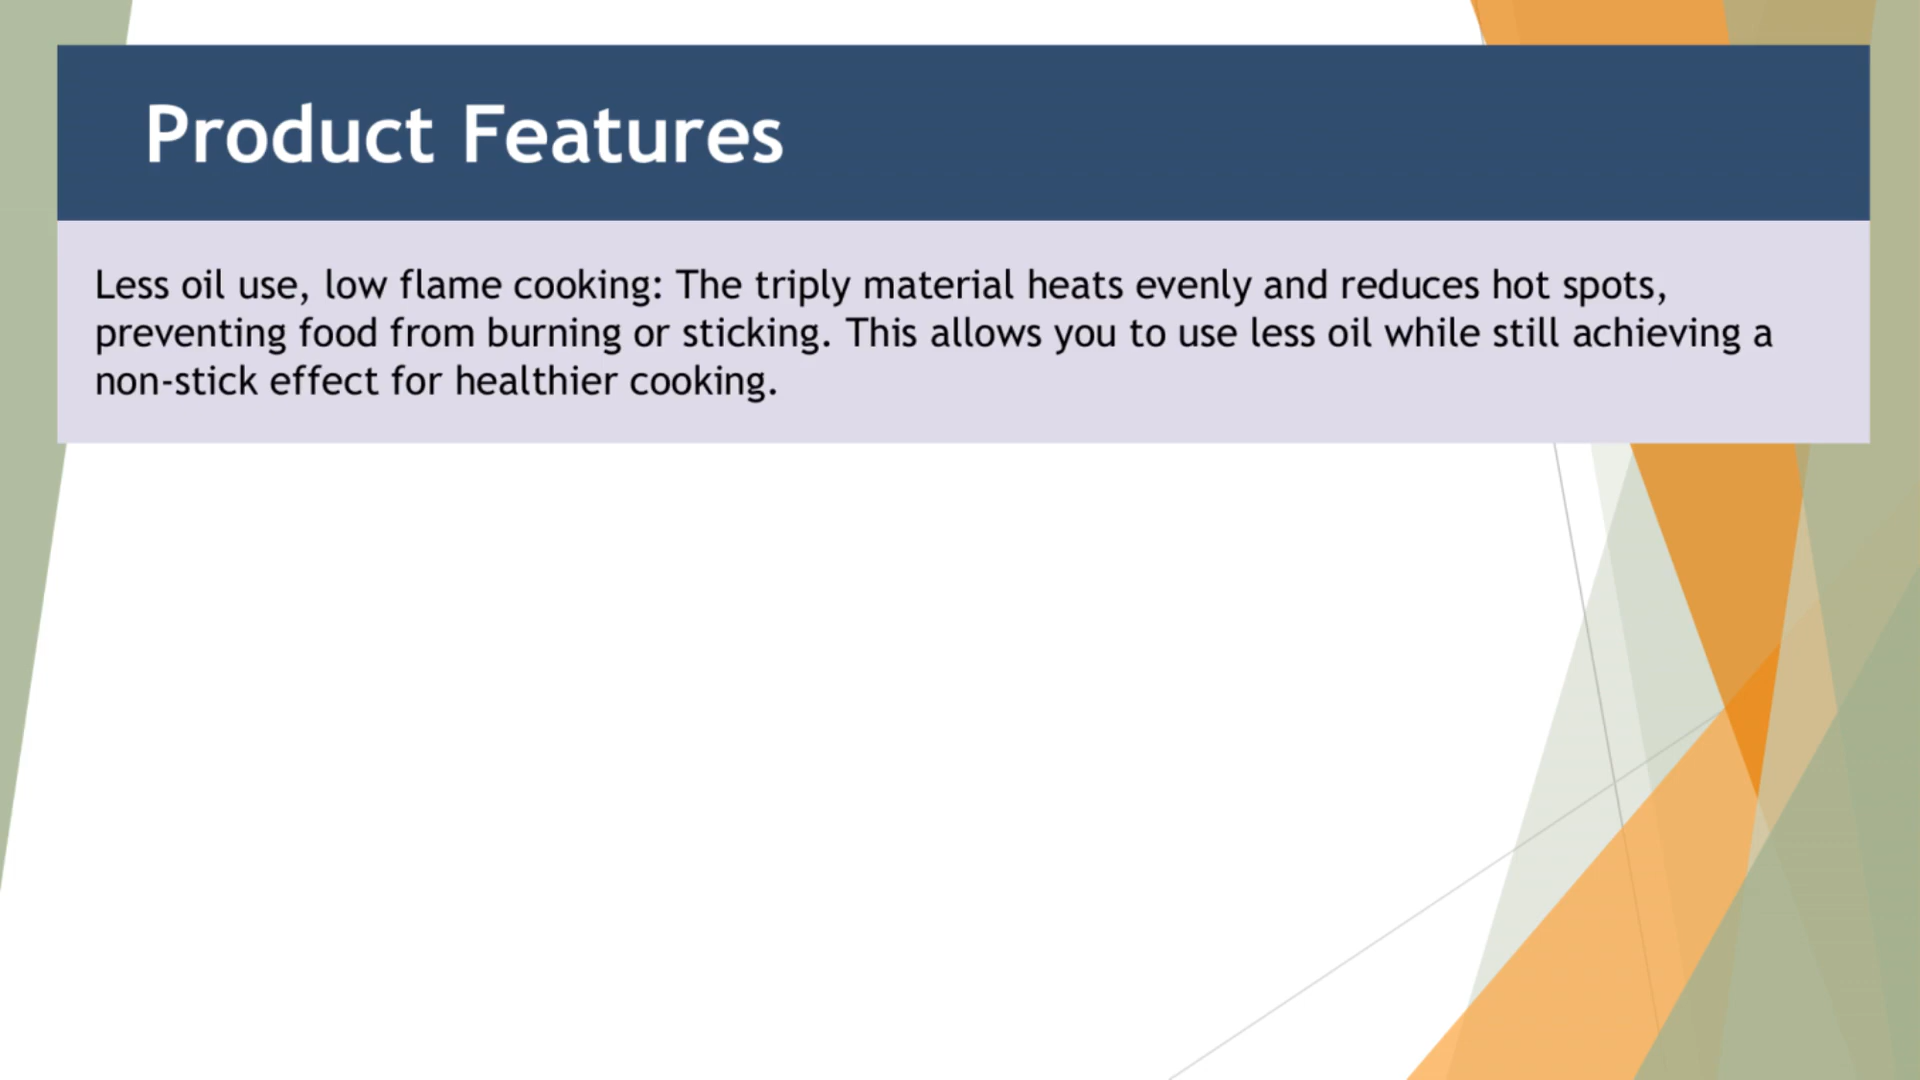 Product Features
Less oil use, low flame cooking: The triply material heats evenly and reduces hot spots,
preventing food from burning or sticking. This allows you to use less oil while still achieving a
non-stick effect for healthier cooking.